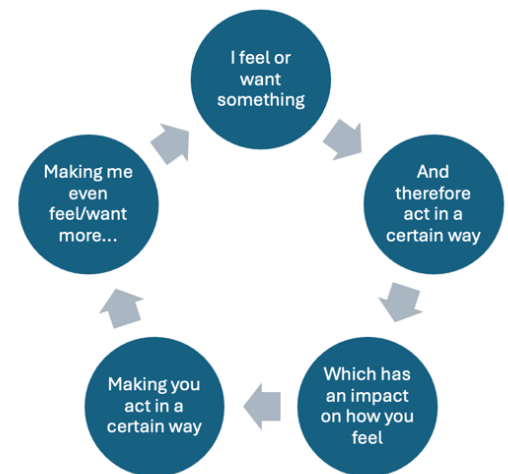 I feel or
want
something
And
therefore
act in a
certain way
Which has
an impact
on how you
feel
Making you
act in a
certain way
Making me
even
feel/want
more...